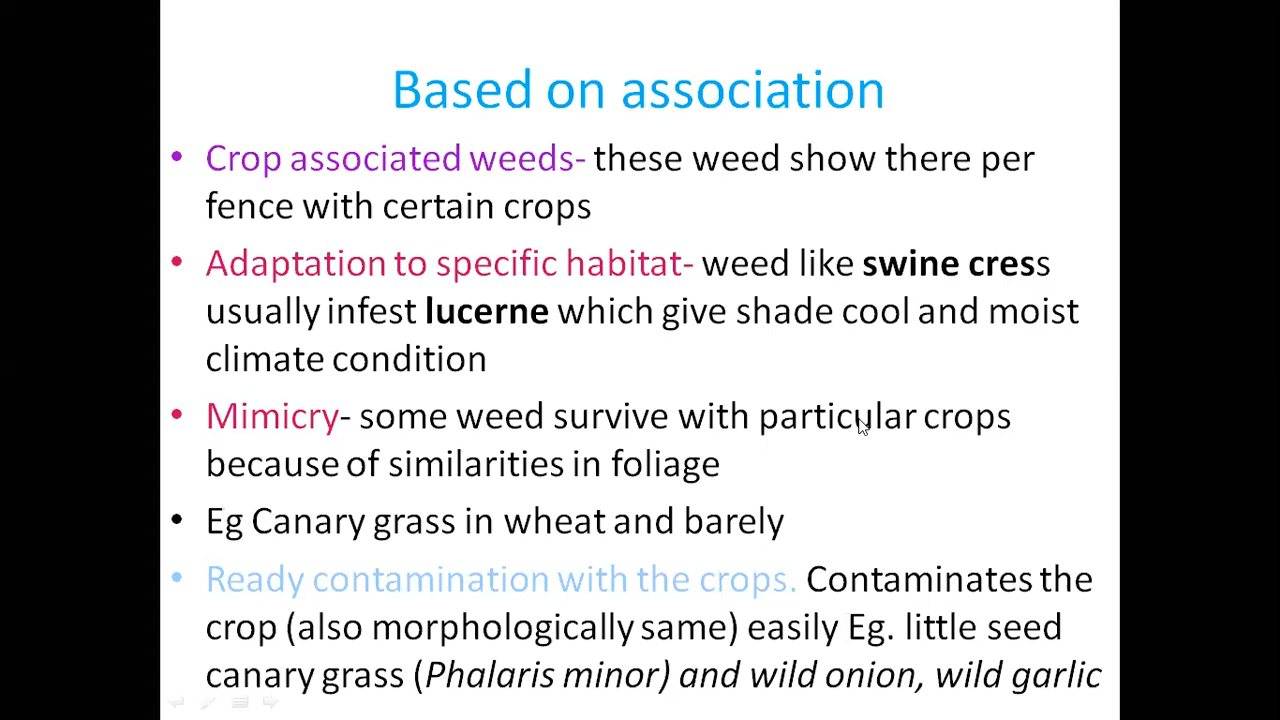 Based on association
• Crop associated weeds- these weed show there per
fence with certain crops
• Adaptation to specific habitat- weed like swine cress
usually infest lucerne which give shade cool and moist
climate condition
• Mimicry- some weed survive with particular crops
because of similarities in foliage
• Eg Canary grass in wheat and barely
• Ready contamination with the crops. Contaminates the
crop (also morphologically same) easily Eg. little seed
canary grass (Phalaris minor) and wild onion, wild garlic